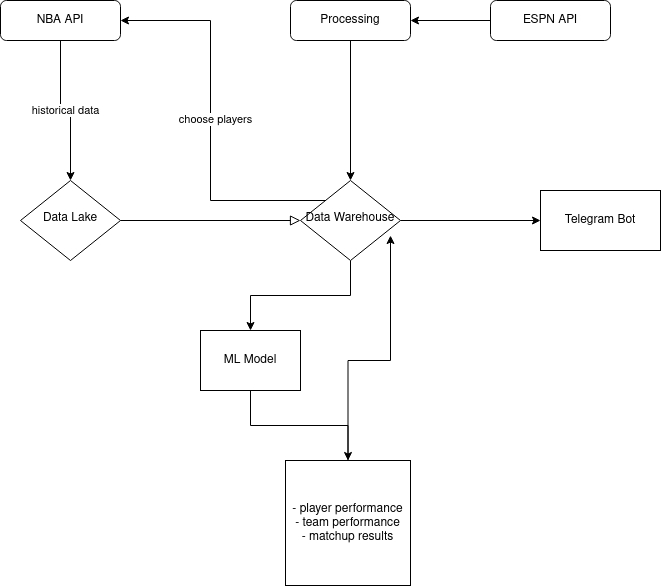 NBA API
Processing
ESPN API
historical data
choose players
Data Lake
Data Warehouse
Telegram Bot
ML Model
- player performance
- team performance
- matchup results